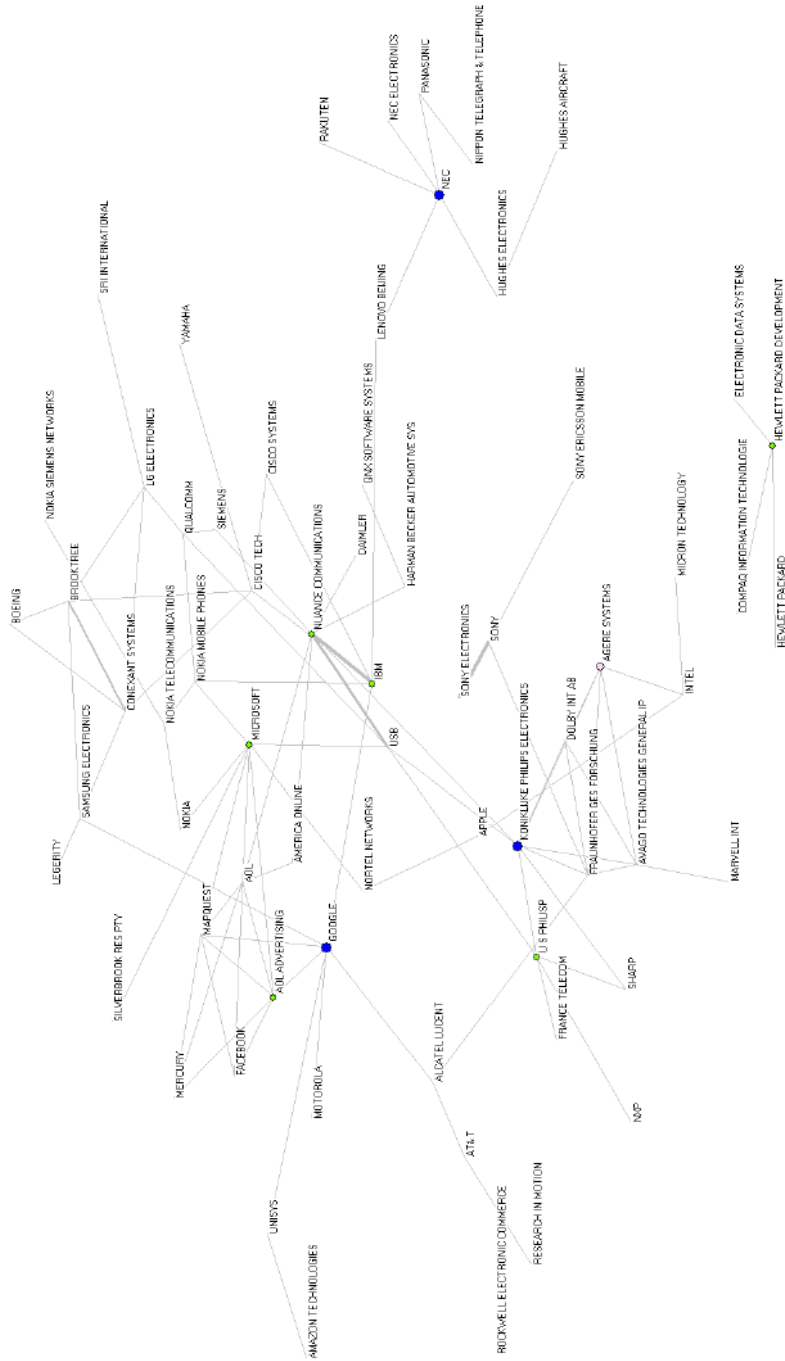 BOEING
NOKIA SIEMENS NETWORKS
SRI INTERNATIONAL
BROOKTREE
LG ELECTRONICS
LEGERITY
SAMSUNG ELECTRONICS
CONEXANT SYSTEMS
NOKIA TELECOMMUNICATIONS
NOKIA MOBILE PHONES
QUALCOMM
SIEMENS
YAMAHA
CISCO TECH
CISCO SYSTEMS
NOKIA
MICROSOFT
NUANCE COMMUNICATIONS
DAIMLER
QNX SOFTWARE SYSTEMS
HARMAN BECKER AUTOMOTIVE SYS
LENOVO BEIJING
RAKUTEN
NEC ELECTRONICS
PANASONIC
NIPPON TELEGRAPH & TELEPHONE
NEC
HUGHES ELECTRONICS
HUGHES AIRCRAFT
IBM
USB
SILVERBROOK RES PTY
MAPQUEST
AOL
AMERICA ONLINE
NORTEL NETWORKS
APPLE
MERCURY
FACEBOOK
AOL ADVERTISING
GOOGLE
MOTOROLA
UNISYS
AMAZON TECHNOLOGIES
ALCATEL LUCENT
AT&T
ROCKWELL ELECTRONIC COMMERCE
RESEARCH IN MOTION
SONY ELECTRONICS
SONY
SONY ERICSSON MOBILE
KONIKLIJKE PHILIPS ELECTRONICS
DOLBY INT AB
AGERE SYSTEMS
FRAUNHOFER GES FORSCHUNG
AVAGO TECHNOLOGIES GENERAL IP
INTEL
MICRON TECHNOLOGY
MARVELL INT
U S PHILISP
FRANCE TELECOM
SHARP
NXP
ELECTRONIC DATA SYSTEMS
COMPAQ INFORMATION TECHNOLOGIE
HEWLETT PACKARD
HEWLETT PACKARD DEVELOPMENT